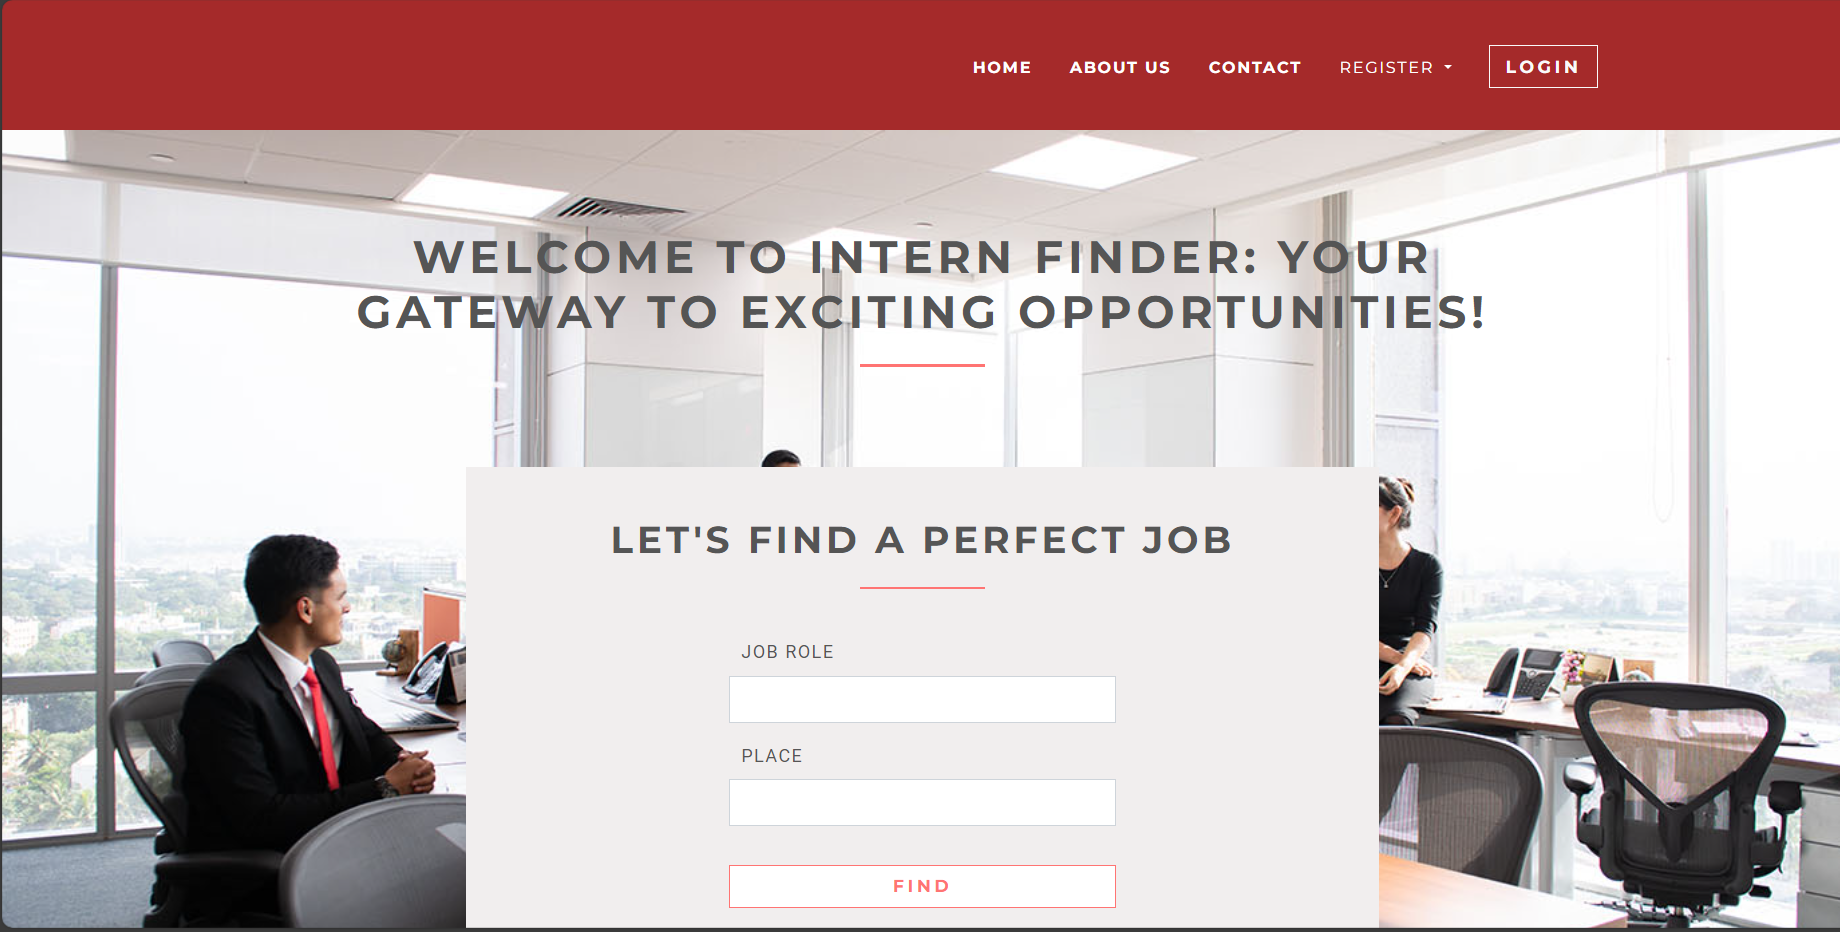 HOME ABOUT US CONTACT REGISTER LOGIN
WELCOME TO INTERN FINDER: YOUR
GATEWAY TO EXCITING OPPORTUNITIES!
LET'S FIND A PERFECT JOB
JOB ROLE
PLACE
FIND